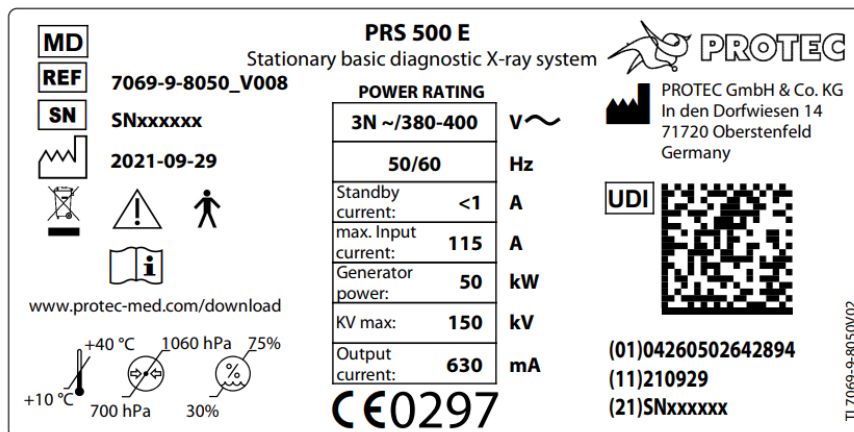 PRS 500 E
Stationary basic diagnostic X-ray system
PROTEC
MD
REF 7069-9-8050_V008
SN SNxxxxxx
2021-09-29
www.protec-med.com/download
+40 °C
+10 °C
1060 hPa
700 hPa
75%
%
30%
POWER RATING
3N ~/380-400 V
50/60 Hz
Standby
current: <1 A
max. Input
current: 115 A
Generator
power: 50 kW
KV max: 150 kV
Output
current: 630 mA
CE0297
PROTEC GmbH & Co. KG
In den Dorfwiesen 14
71720 Oberstenfeld
Germany
UDI
(01)04260502642894
(11)210929
(21)SNxxxxxx
TL7069-9-8050V02